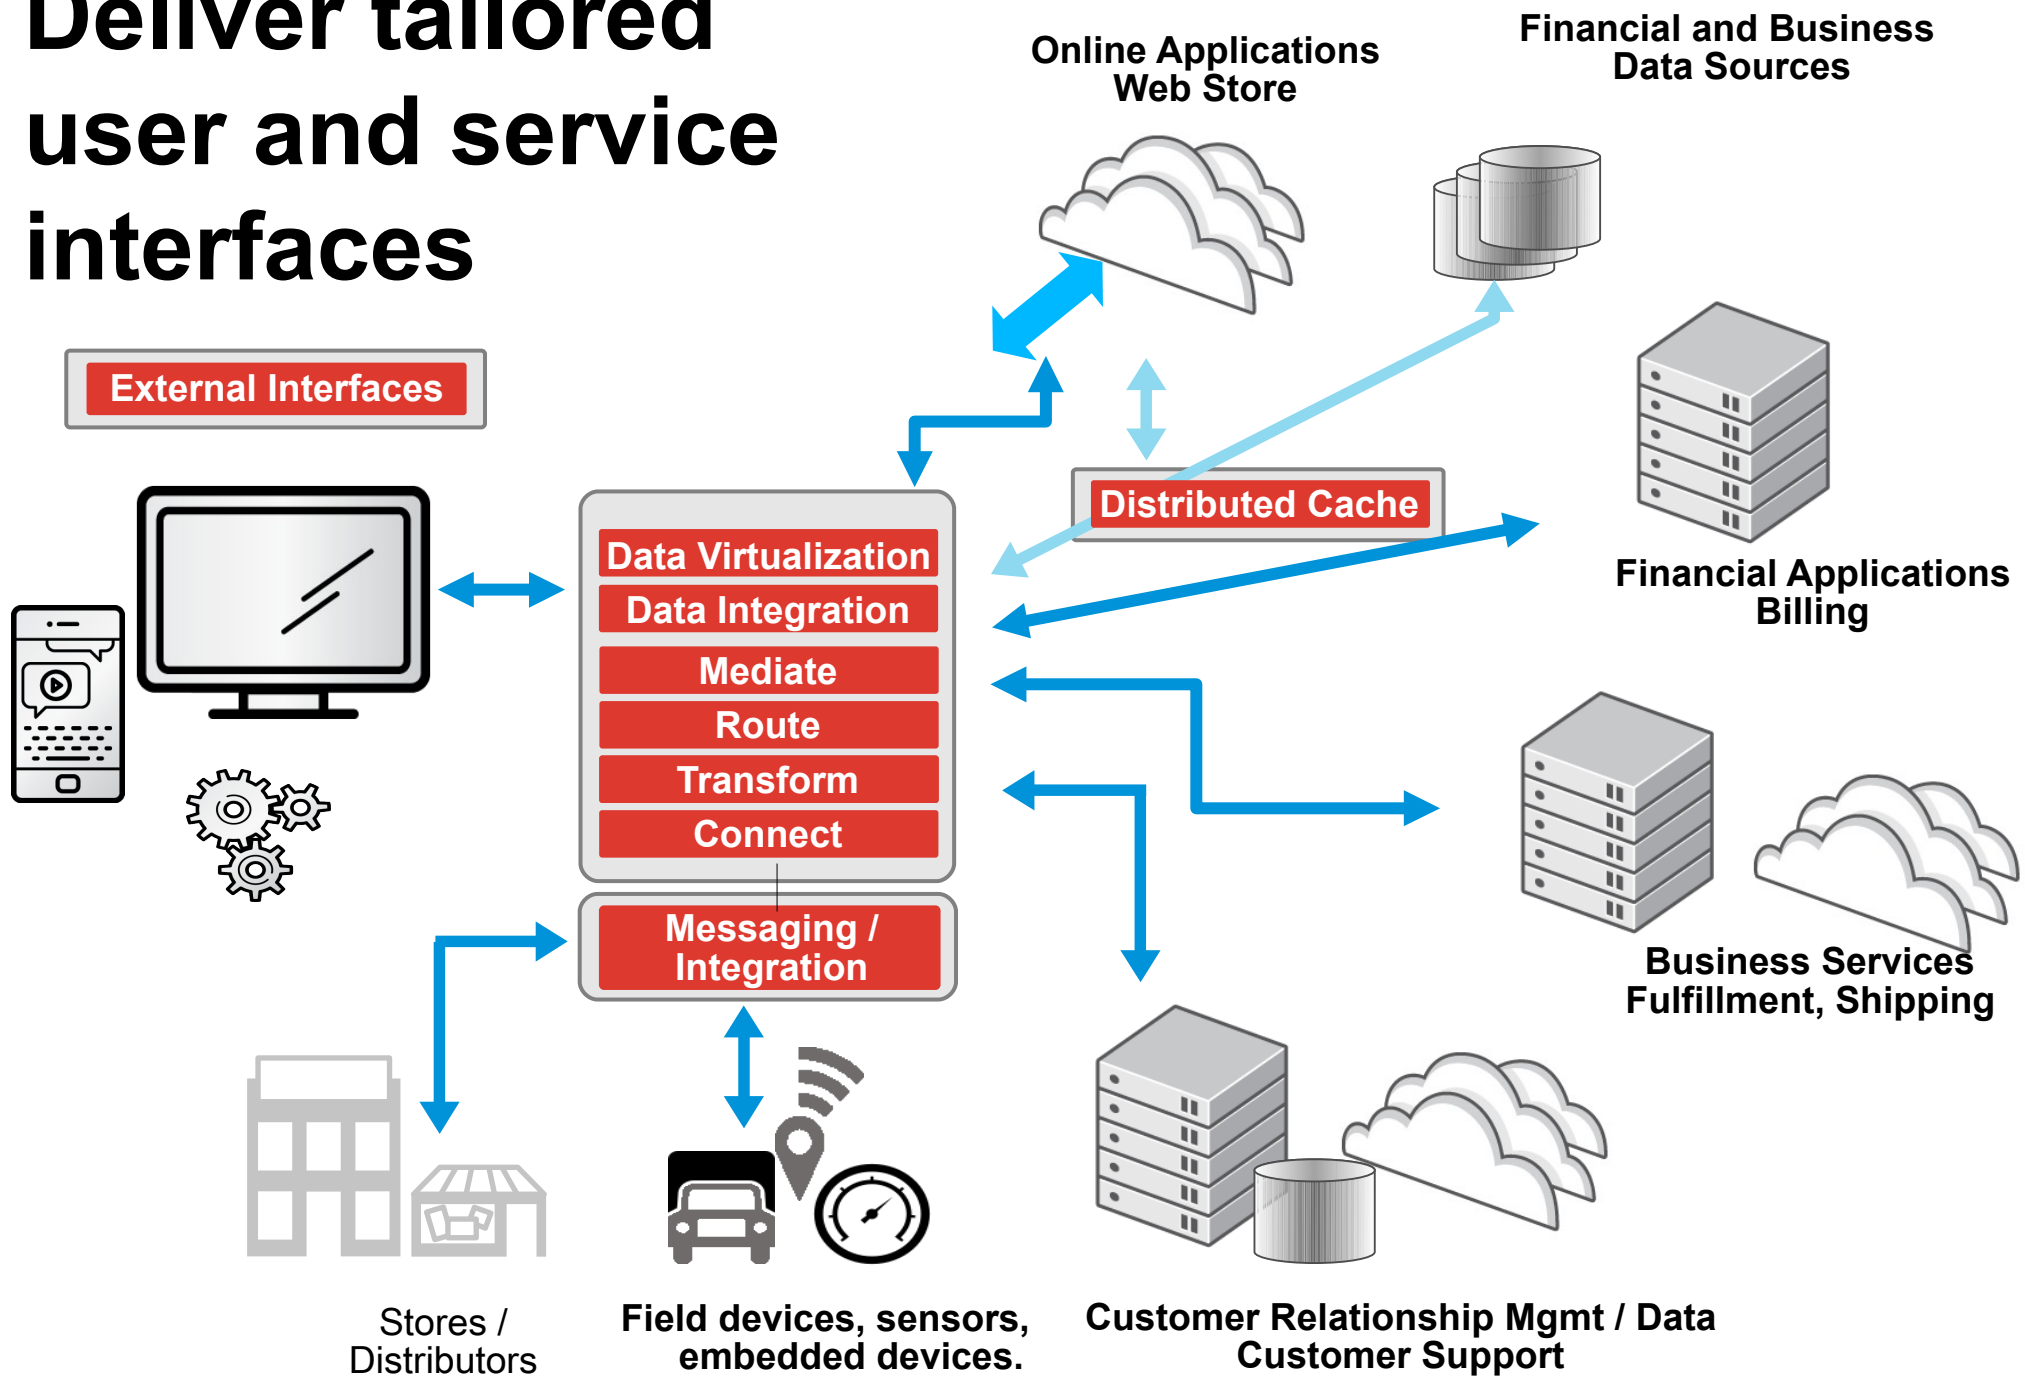 Deliver tailored
user and service
interfaces
Online Applications
Web Store
Financial and Business
Data Sources
External Interfaces
Distributed Cache
Data Virtualization
Data Integration
Mediate
Route
Transform
Connect
Messaging /
Integration
Financial Applications
Billing
Business Services
Fulfillment, Shipping
Stores /
Distributors
Field devices, sensors,
embedded devices.
Customer Relationship Mgmt / Data
Customer Support